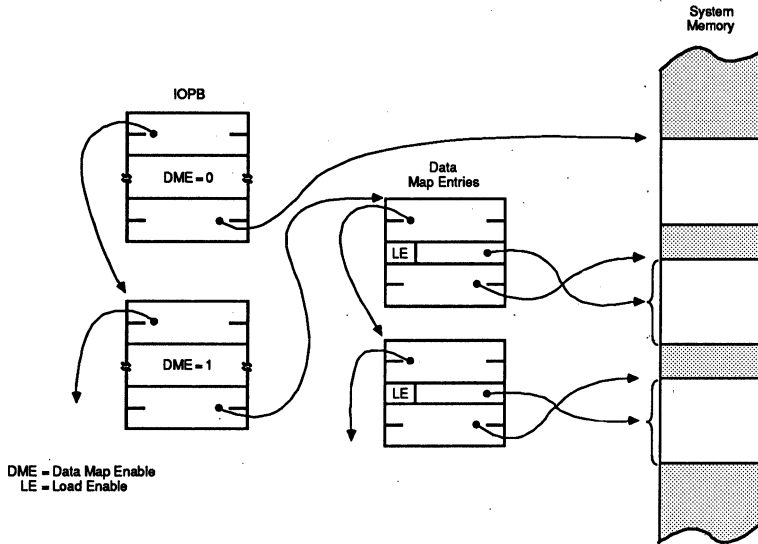 System
Memory
IOPB
DME = 0
Data
Map Entries
LE
DME = 1
LE
DME = Data Map Enable
LE = Load Enable